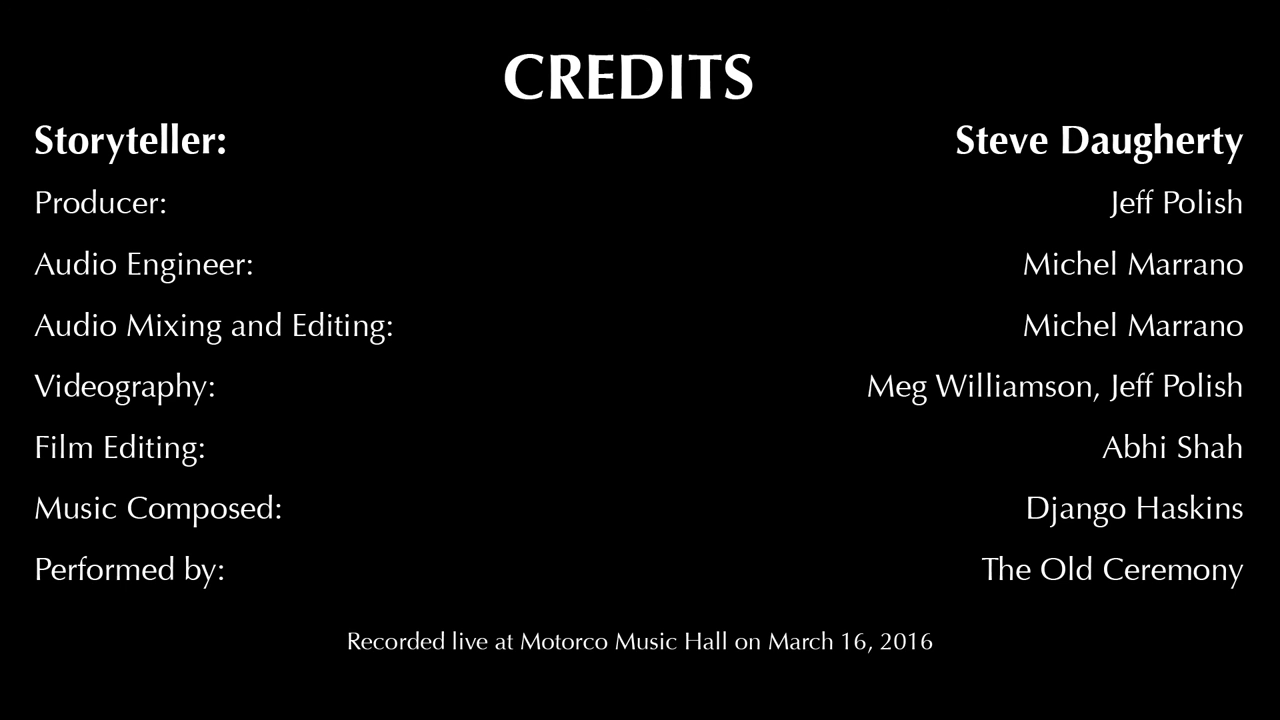 CREDITS
Storyteller: Steve Daugherty
Producer: Jeff Polish
Audio Engineer: Michel Marrano
Audio Mixing and Editing: Michel Marrano
Videography: Meg Williamson, Jeff Polish
Film Editing: Abhi Shah
Music Composed: Django Haskins
Performed by: The Old Ceremony
Recorded live at Motorco Music Hall on March 16, 2016